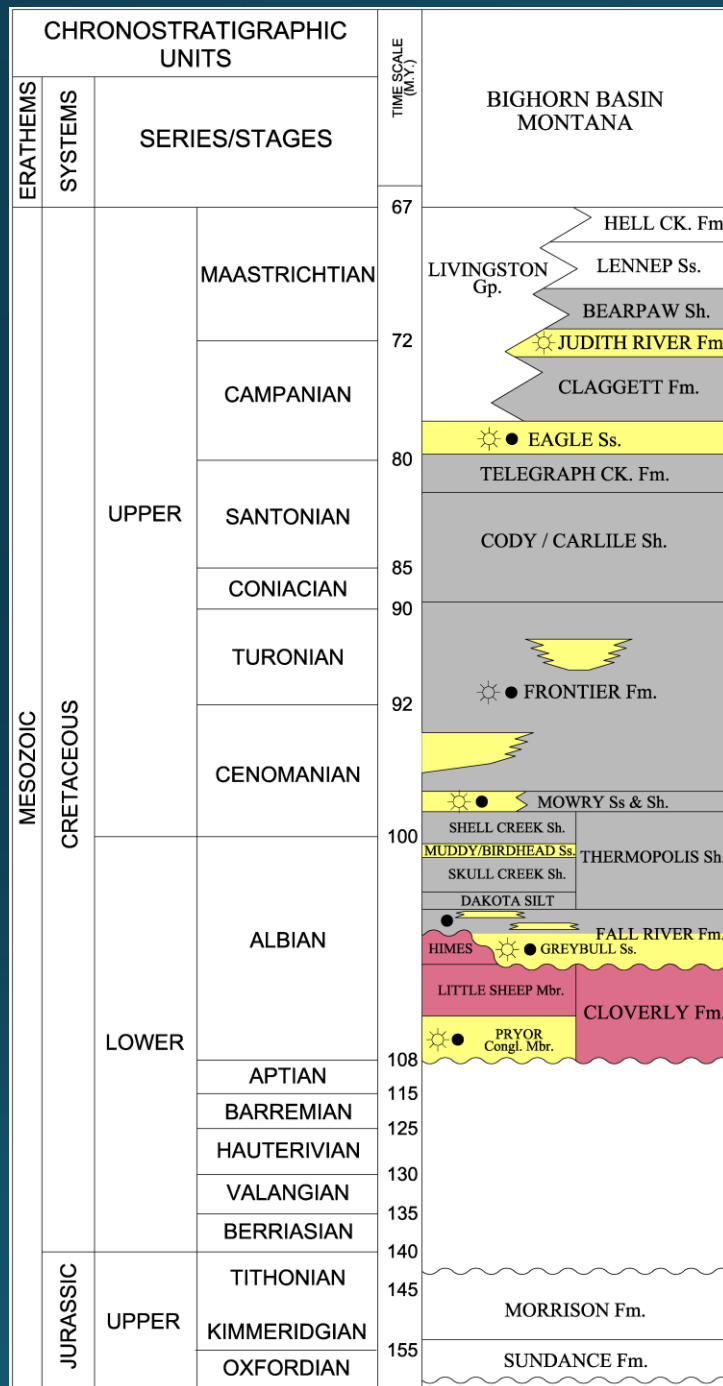 CHRONOSTRATIGRAPHIC
UNITS
ERATHEMS
SYSTEMS
SERIES/STAGES
TIME SCALE
(M.Y.)
BIGHORN BASIN
MONTANA
MESOZOIC
CRETACEOUS
JURASSIC
UPPER
LOWER
UPPER
MAASTRICHTIAN
CAMPANIAN
SANTONIAN
CONIACIAN
TURONIAN
CENOMANIAN
ALBIAN
APTIAN
BARREMIAN
HAUTERIVIAN
VALANGIAN
BERRIASIAN
TITHONIAN
KIMMERIDGIAN
OXFORDIAN
67
72
80
85
90
92
100
108
115
125
130
135
140
145
155
HELL CK. Fm
LIVINGSTON
Gp.
LENNEP Ss.
BEARPAW Sh.
JUDITH RIVER Fm
CLAGGETT Fm.
EAGLE Ss.
TELEGRAPH CK. Fm.
CODY / CARLILE Sh.
FRONTIER Fm.
MOWRY Ss & Sh.
SHELL CREEK Sh.
MUDDY/BIRDHEAD Ss.
THERMOPOLIS Sh.
SKULL CREEK Sh.
DAKOTA SILT
FALL RIVER Fm.
HIMES
GREYBULL Ss.
LITTLE SHEEP Mbr.
CLOVERLY Fm.
PRYOR
Congl. Mbr.
MORRISON Fm.
SUNDANCE Fm.